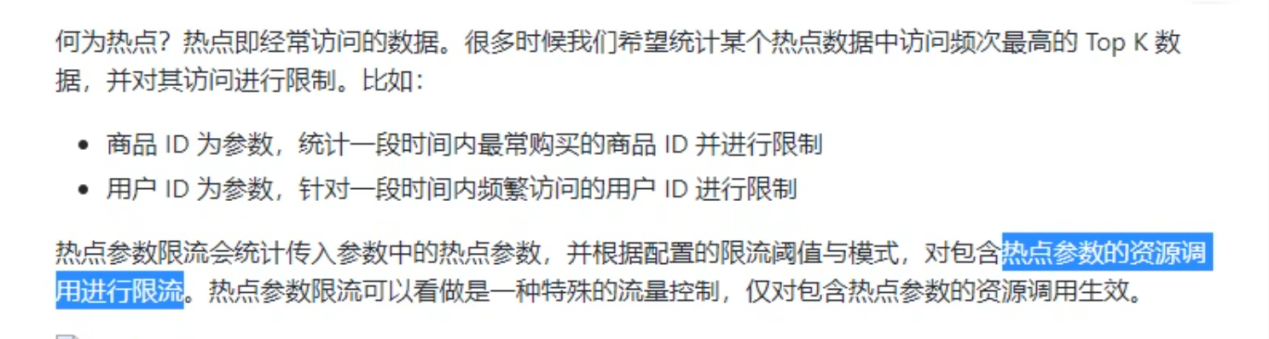 何为热点？热点即经常访问的数据。很多时候我们希望统计某个热点数据中访问频次最高的 Top K 数
据，并对其访问进行限制。比如：
• 商品 ID 为参数，统计一段时间内最常购买的商品 ID 并进行限制
• 用户 ID 为参数，针对一段时间内频繁访问的用户 ID 进行限制
热点参数限流会统计传入参数中的热点参数，并根据配置的限流阈值与模式，对包含热点参数的资源调
用进行限流。热点参数限流可以看做是一种特殊的流量控制，仅对包含热点参数的资源调用生效。